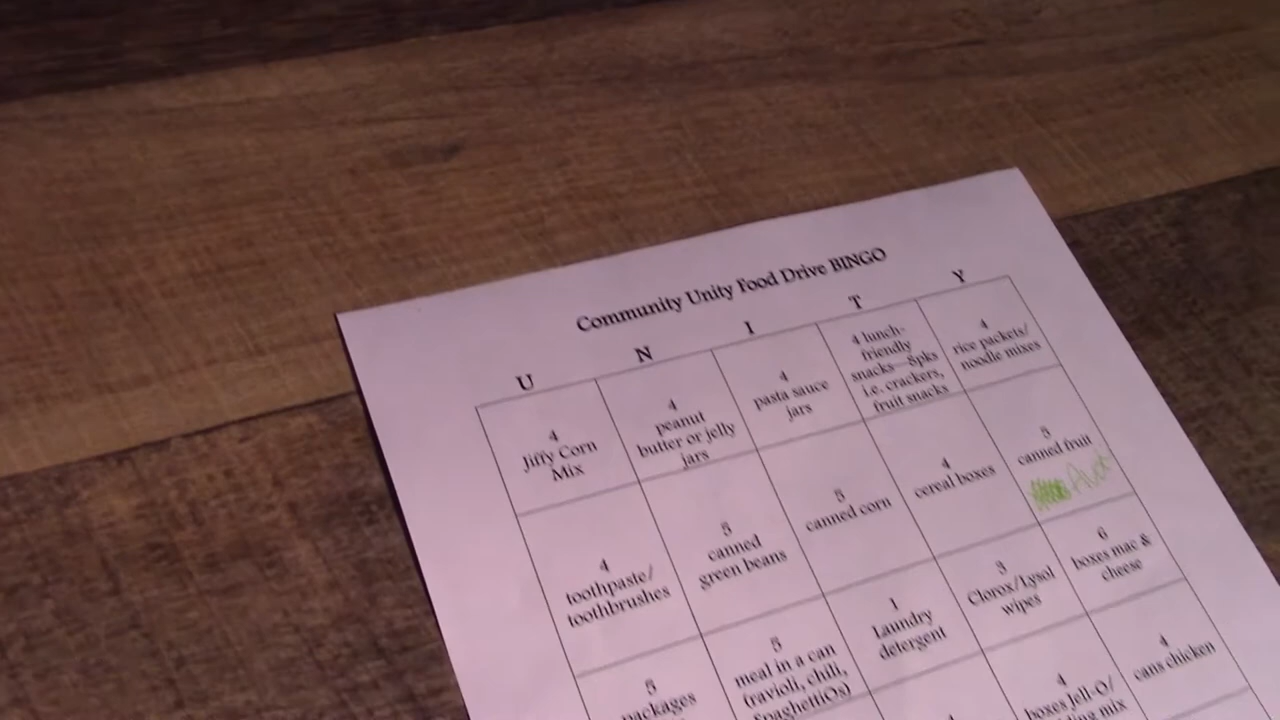 Community Unity Food Drive BINGO
U N I T Y
4
Jiffy Corn
Mix
4
peanut
butter or jelly
jars
4
pasta sauce
jars
4 lunch-
friendly
snacks—8pks
i.e. crackers,
fruit snacks
4
rice packets/
noodle mixes
4
toothpaste/
toothbrushes
5
canned
green beans
5
canned corn
4
cereal boxes
5
canned fruit
5
packages
5
meal in a can
(ravioli, chili,
SpaghettiOs)
1
Laundry
detergent
3
Clorox/Lysol
wipes
6
boxes mac &
cheese
4
boxes Jell-O/
mix
4
cans chicken